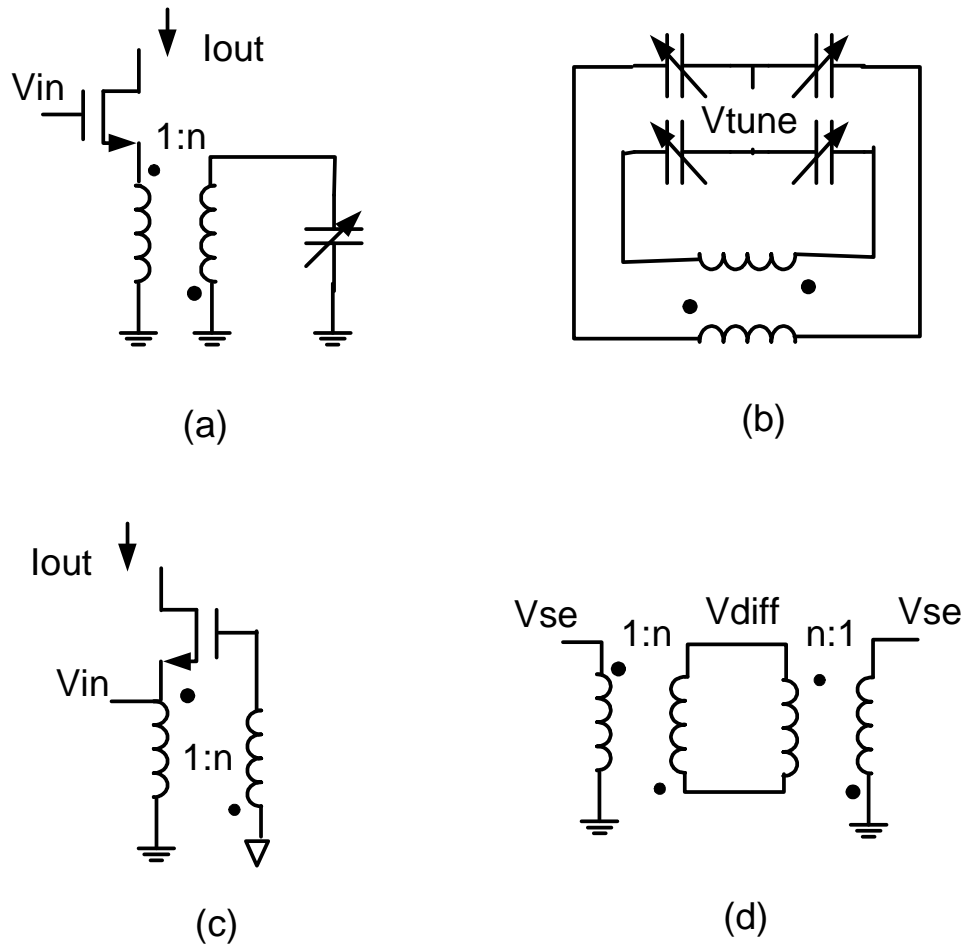 Iout
Vin
1:n
Vtune
(a)
(b)
Iout
Vin
1:n
Vse
1:n
Vdiff
n:1
Vse
(c)
(d)